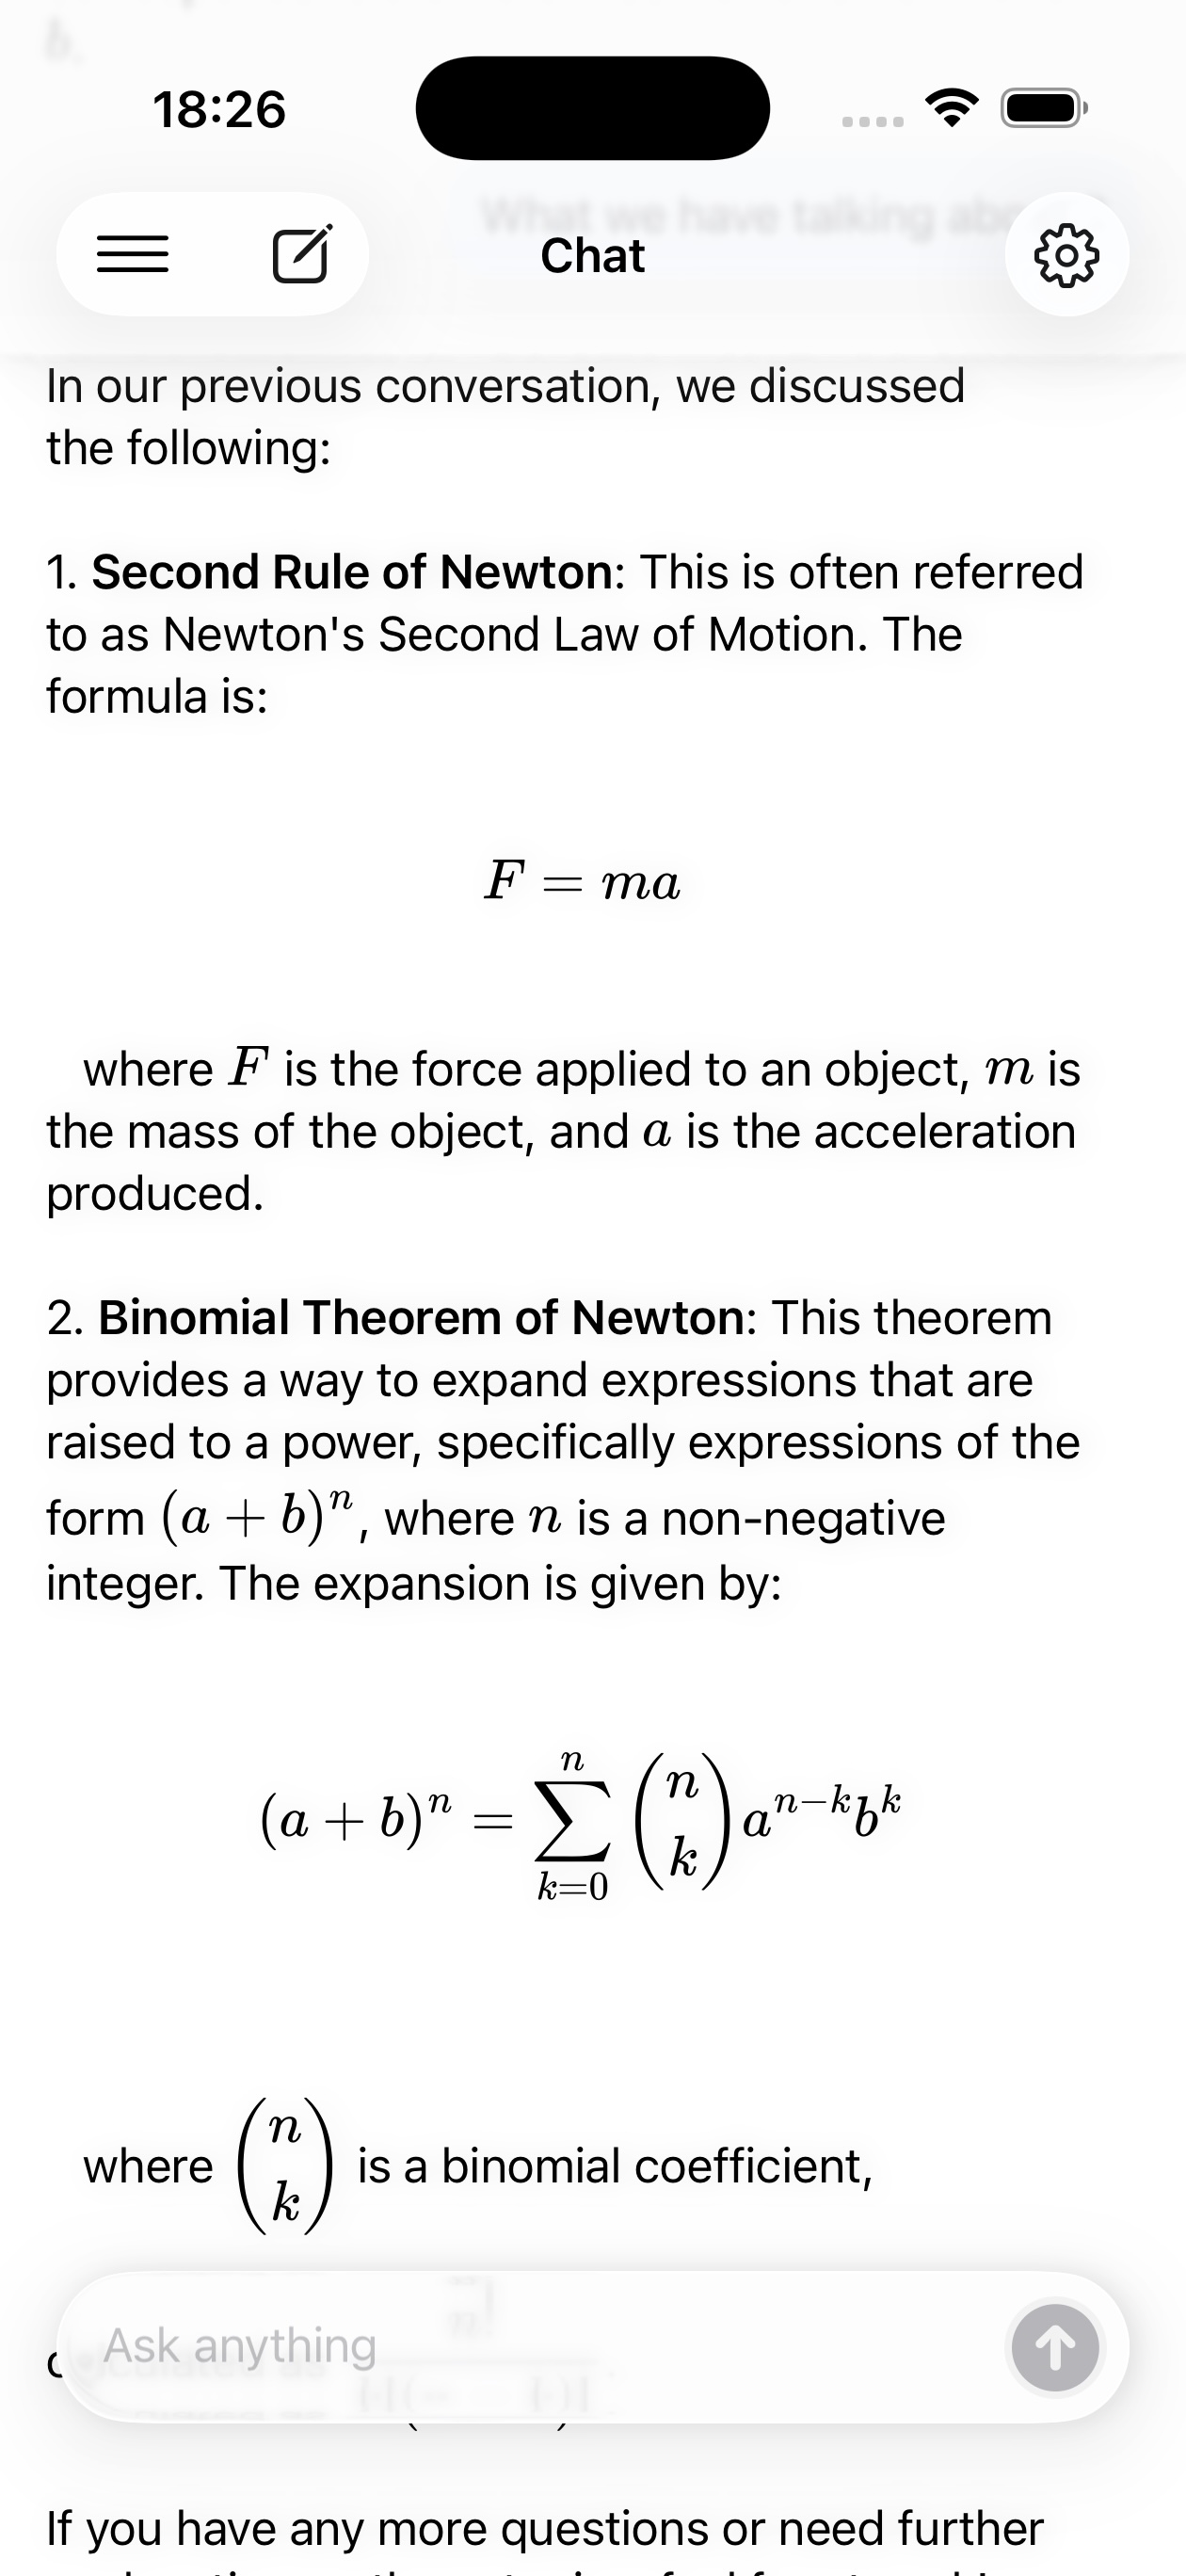 b.
18:26
What we have talking abo
Chat
In our previous conversation, we discussed
the following:
1. Second Rule of Newton: This is often referred
to as Newton's Second Law of Motion. The
formula is:
F = ma
where F is the force applied to an object, m is
the mass of the object, and a is the acceleration
produced.
2. Binomial Theorem of Newton: This theorem
provides a way to expand expressions that are
raised to a power, specifically expressions of the
form (a + b)^n, where n is a non-negative
integer. The expansion is given by:
(a + b)^n = \sum_{k=0}^{n} \binom{n}{k} a^{n-k} b^k
where \binom{n}{k} is a binomial coefficient,
Ask anything
If you have any more questions or need further